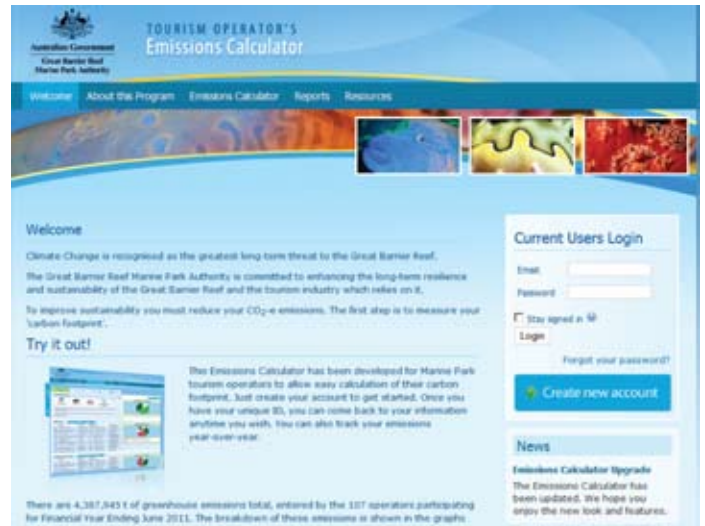 TOURISM OPERATOR'S
Emissions Calculator
Australian Government
Great Barrier Reef
Marine Park Authority
Welcome About this Program Emissions Calculator Reports Resources
Welcome
Climate Change is recognised as the greatest long-term threat to the Great Barrier Reef.
The Great Barrier Reef Marine Park Authority is committed to enhancing the long-term resilience
and sustainability of the Great Barrier Reef and the tourism industry which relies on it.
To improve sustainability you must reduce your CO2-e emissions. The first step is to measure your
'carbon footprint'.
Try it out!
The Emissions Calculator has been developed for Marine Park
tourism operators to allow easy calculation of their carbon
footprint. Just create your account to get started. Once you
have your unique ID, you can come back to your information
anytime you wish. You can also track your emissions
year-over-year.
There are 4,387,945 t of greenhouse emissions total, entered by the 107 operators participating
for Financial Year Ending June 2011. The breakdown of these emissions is shown in the graphs
Current Users Login
Email
Password
Stay signed in
Login
Forgot your password?
Create new account
News
Emissions Calculator Upgrade
The Emissions Calculator has
been updated. We hope you
enjoy the new look and features.